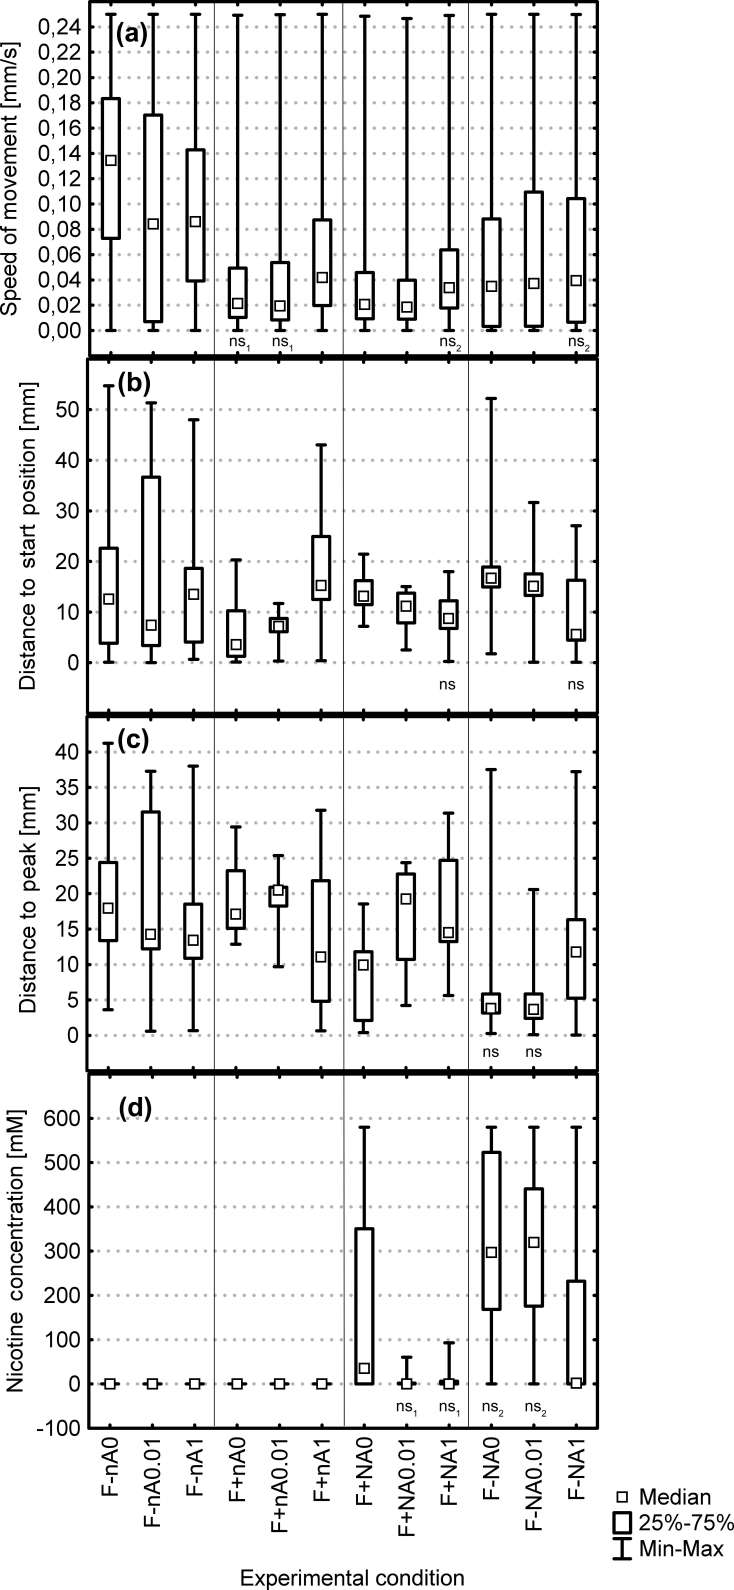 (a)
Speed of movement [mm/s]
0,24
0,22
0,20
0,18
0,16
0,14
0,12
0,10
0,08
0,06
0,04
0,02
0,00
ns1 ns1 ns2 ns2
(b)
Distance to start position [mm]
50
40
30
20
10
0
ns ns
(c)
Distance to peak [mm]
40
35
30
25
20
15
10
5
0
ns ns
(d)
Nicotine concentration [mM]
600
500
400
300
200
100
0
-100
ns1 ns1 ns2 ns2
F-nA0
F-nA0.01
F-nA1
F+nA0
F+nA0.01
F+nA1
F+NA0
F+NA0.01
F+NA1
F-NA0
F-NA0.01
F-NA1
Experimental condition
Median
25%-75%
Min-Max